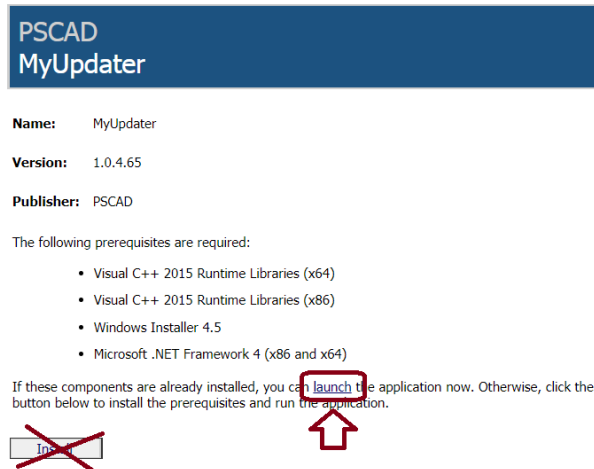 PSCAD
MyUpdater
Name: MyUpdater
Version: 1.0.4.65
Publisher: PSCAD
The following prerequisites are required:
• Visual C++ 2015 Runtime Libraries (x64)
• Visual C++ 2015 Runtime Libraries (x86)
• Windows Installer 4.5
• Microsoft .NET Framework 4 (x86 and x64)
If these components are already installed, you can launch the application now. Otherwise, click the
button below to install the prerequisites and run the application.
Install